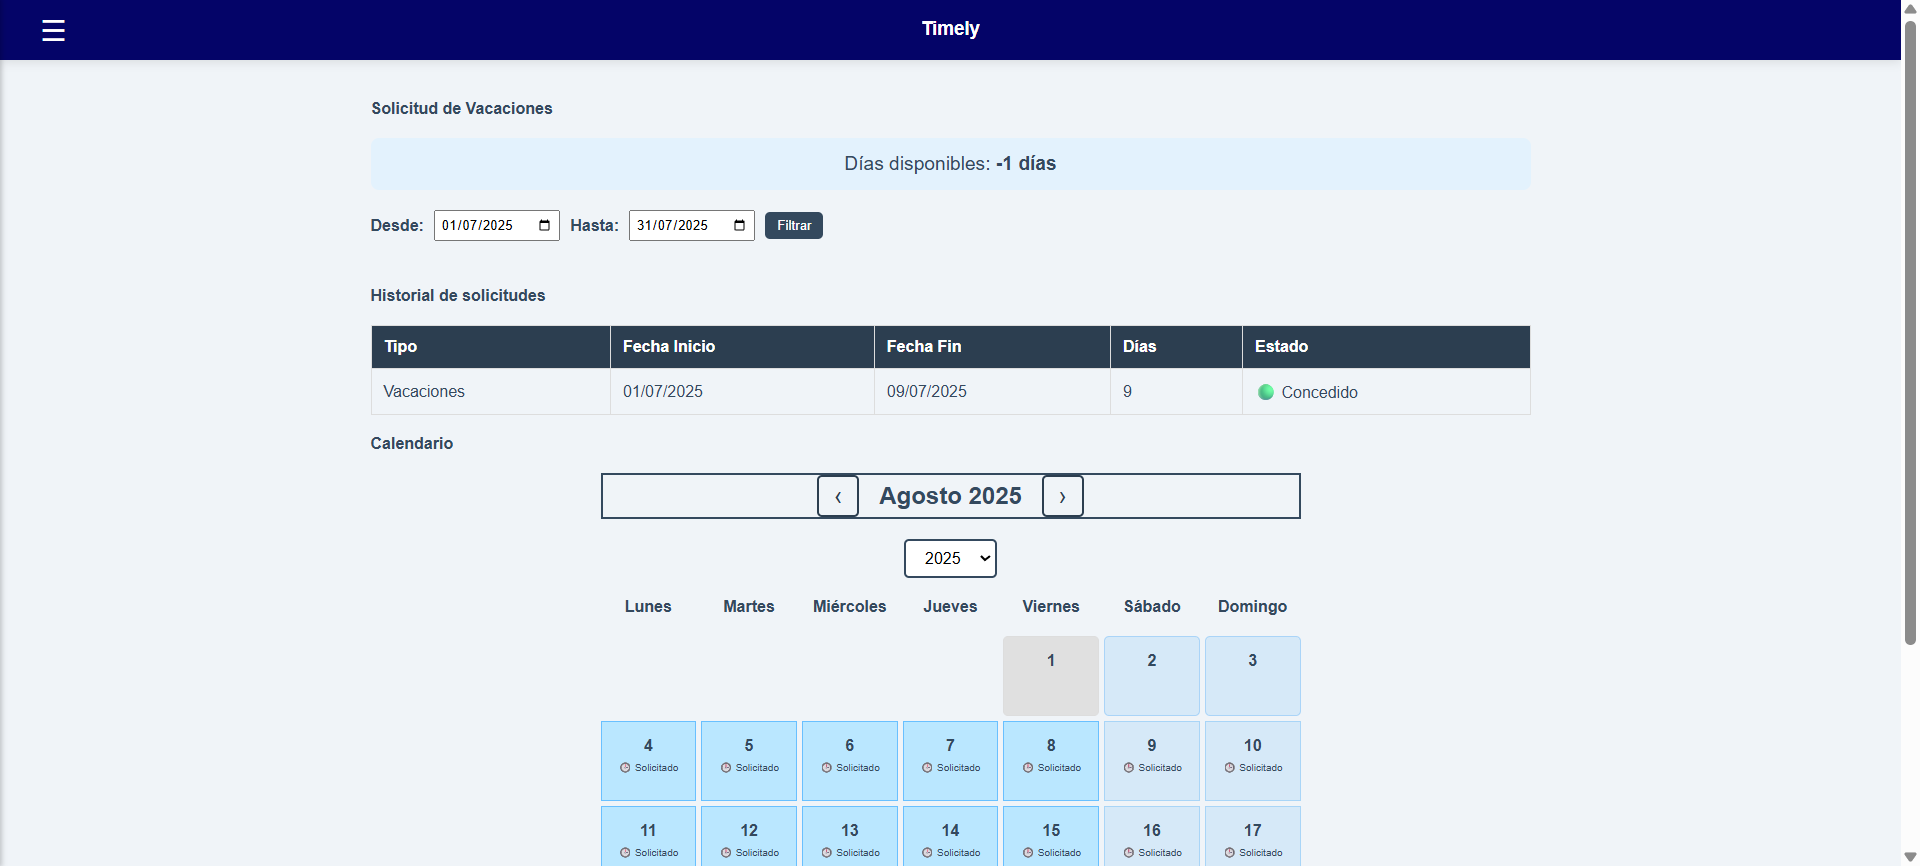 ☰ Timely
Solicitud de Vacaciones
Días disponibles: -1 días
Desde: 01/07/2025 Hasta: 31/07/2025 Filtrar
Historial de solicitudes
Tipo Fecha Inicio Fecha Fin Días Estado
Vacaciones 01/07/2025 09/07/2025 9 Concedido
Calendario
‹ Agosto 2025 ›
2025
Lunes Martes Miércoles Jueves Viernes Sábado Domingo
1 2 3
4 5 6 7 8 9 10
Solicitado Solicitado Solicitado Solicitado Solicitado Solicitado Solicitado
11 12 13 14 15 16 17
Solicitado Solicitado Solicitado Solicitado Solicitado Solicitado Solicitado